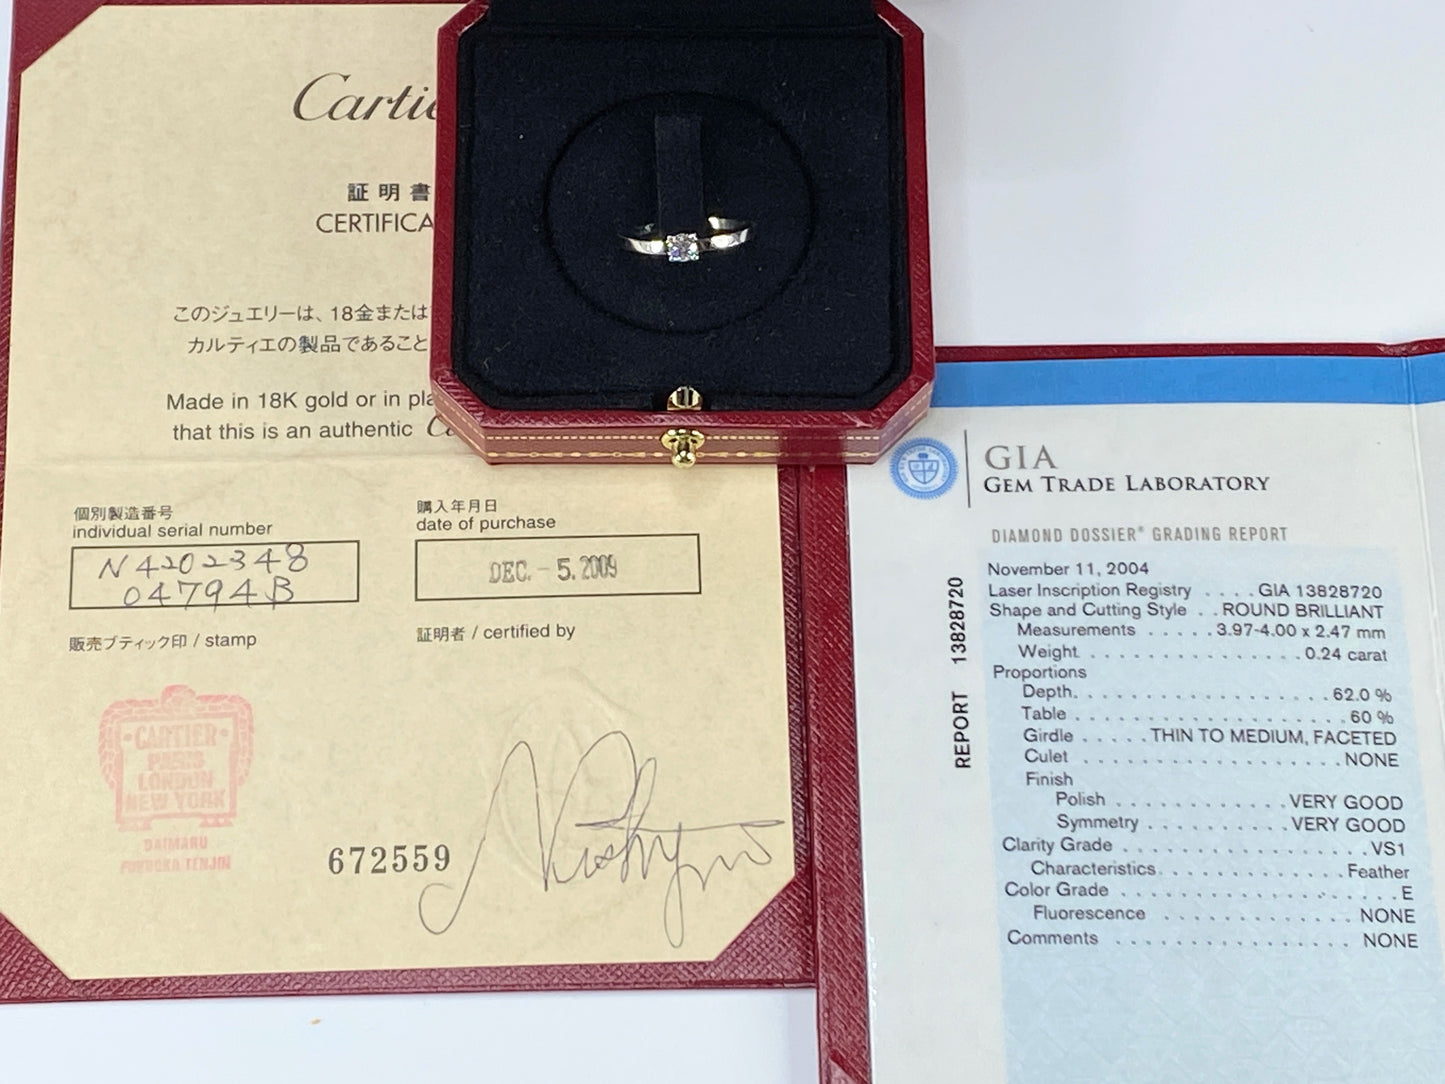 Cartie
証明書
CERTIFICA
このジュエリーは、18金または
カルティエの製品であること
Made in 18K gold or in pla
that this is an authentic Ca
個別製造番号
individual serial number
N4202348
04794B
購入年月日
date of purchase
DEC. - 5. 2009
販売ブティック印 / stamp
証明者 / certified by
CARTIER
PARIS
LONDON
NEW YORK
DAIMARU
FUKUOKA TENJIN
672559
GIA
GEM TRADE LABORATORY
DIAMOND DOSSIER® GRADING REPORT
REPORT 13828720
November 11, 2004
Laser Inscription Registry . . . . GIA 13828720
Shape and Cutting Style . . ROUND BRILLIANT
Measurements . . . . . 3.97-4.00 x 2.47 mm
Weight . . . . . . . . . . . . . . . . 0.24 carat
Proportions
Depth. . . . . . . . . . . . . . . . . . . . 62.0 %
Table . . . . . . . . . . . . . . . . . . . . . 60 %
Girdle . . . . . THIN TO MEDIUM, FACETED
Culet . . . . . . . . . . . . . . . . . . . . NONE
Finish
Polish . . . . . . . . . . . . . VERY GOOD
Symmetry . . . . . . . . . . . VERY GOOD
Clarity Grade . . . . . . . . . . . . . . . . . . VS1
Characteristics. . . . . . . . . . . . . . Feather
Color Grade . . . . . . . . . . . . . . . . . . . . . E
Fluorescence . . . . . . . . . . . . . . NONE
Comments . . . . . . . . . . . . . . . . . NONE